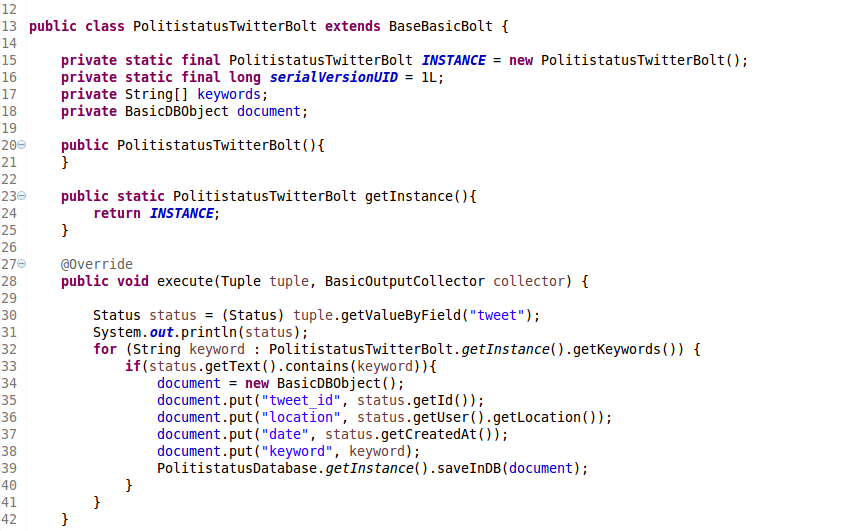 12
13 public class PolitistatusTwitterBolt extends BaseBasicBolt {
14
15     private static final PolitistatusTwitterBolt INSTANCE = new PolitistatusTwitterBolt();
16     private static final long serialVersionUID = 1L;
17     private String[] keywords;
18     private BasicDBObject document;
19
20     public PolitistatusTwitterBolt(){
21     }
22
23     public static PolitistatusTwitterBolt getInstance(){
24         return INSTANCE;
25     }
26
27     @Override
28     public void execute(Tuple tuple, BasicOutputCollector collector) {
29
30         Status status = (Status) tuple.getValueByField("tweet");
31         System.out.println(status);
32         for (String keyword : PolitistatusTwitterBolt.getInstance().getKeywords()) {
33             if(status.getText().contains(keyword)){
34                 document = new BasicDBObject();
35                 document.put("tweet_id", status.getId());
36                 document.put("location", status.getUser().getLocation());
37                 document.put("date", status.getCreatedAt());
38                 document.put("keyword", keyword);
39                 PolitistatusDatabase.getInstance().saveInDB(document);
40             }
41         }
42     }